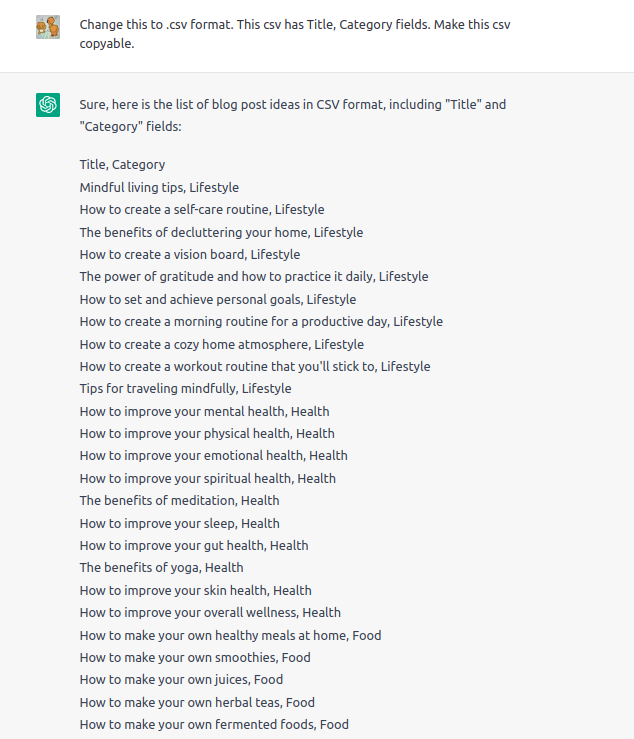 Change this to .csv format. This csv has Title, Category fields. Make this csv
copyable.
Sure, here is the list of blog post ideas in CSV format, including "Title" and
"Category" fields:
Title, Category
Mindful living tips, Lifestyle
How to create a self-care routine, Lifestyle
The benefits of decluttering your home, Lifestyle
How to create a vision board, Lifestyle
The power of gratitude and how to practice it daily, Lifestyle
How to set and achieve personal goals, Lifestyle
How to create a morning routine for a productive day, Lifestyle
How to create a cozy home atmosphere, Lifestyle
How to create a workout routine that you'll stick to, Lifestyle
Tips for traveling mindfully, Lifestyle
How to improve your mental health, Health
How to improve your physical health, Health
How to improve your emotional health, Health
How to improve your spiritual health, Health
The benefits of meditation, Health
How to improve your sleep, Health
How to improve your gut health, Health
The benefits of yoga, Health
How to improve your skin health, Health
How to improve your overall wellness, Health
How to make your own healthy meals at home, Food
How to make your own smoothies, Food
How to make your own juices, Food
How to make your own herbal teas, Food
How to make your own fermented foods, Food